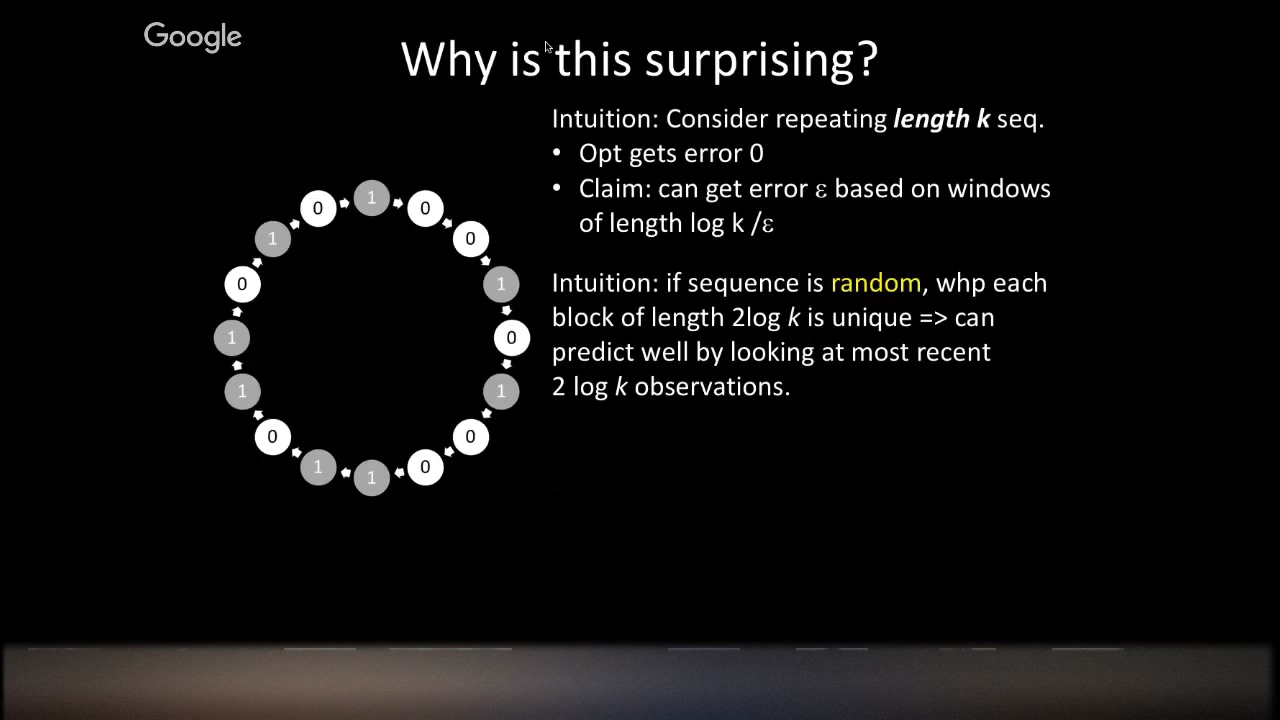 Google
Why is this surprising?
Intuition: Consider repeating length k seq.
• Opt gets error 0
• Claim: can get error ε based on windows
of length log k /ε
Intuition: if sequence is random, whp each
block of length 2log k is unique => can
predict well by looking at most recent
2 log k observations.
1
0
0
1
0
1
0
0
1
1
0
1
1
0
1
0